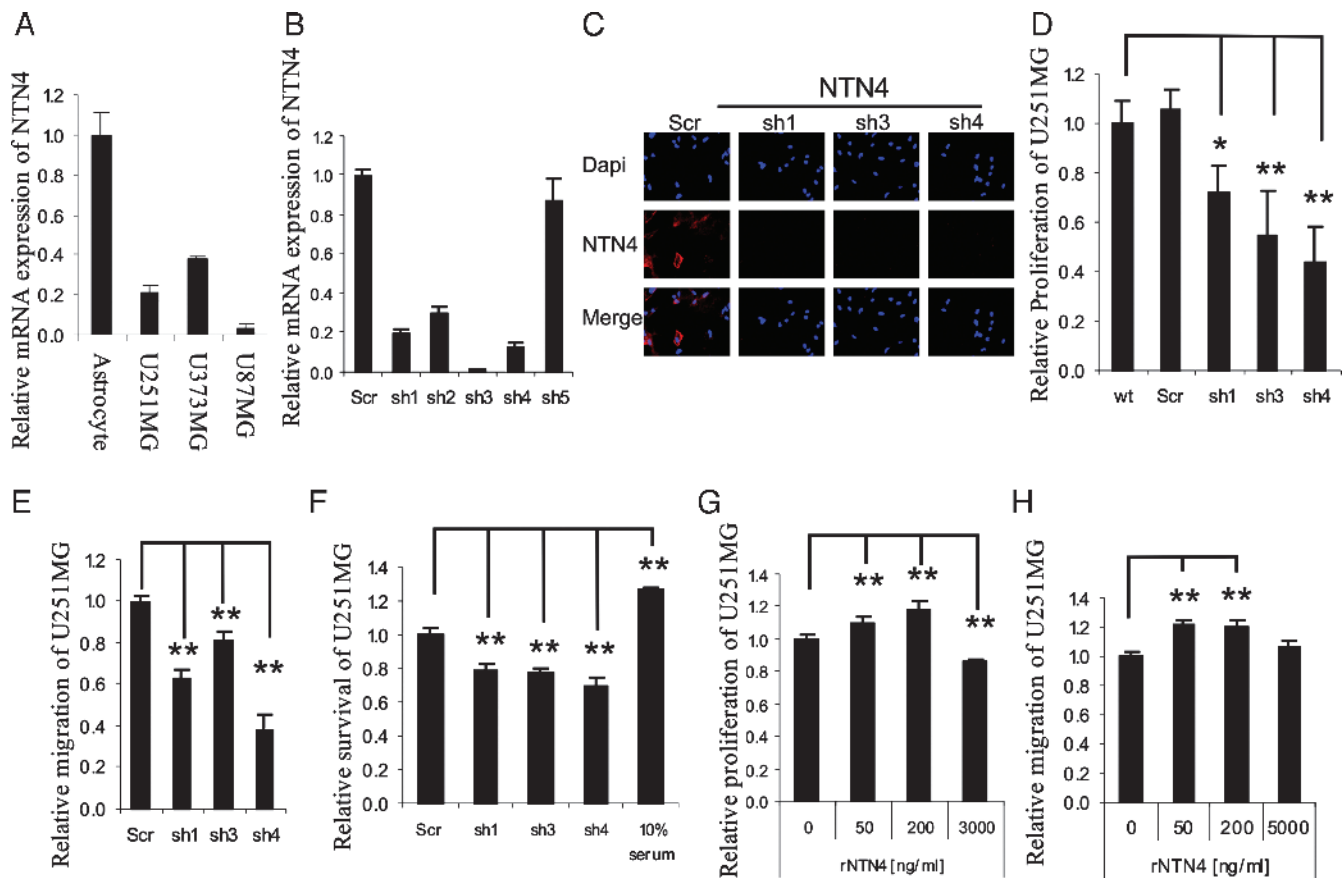 A
Relative mRNA expression of NTN4
1.2
1.0
0.8
0.6
0.4
0.2
0.0
Astrocyte
U251MG
U373MG
U87MG
B
Relative mRNA expression of NTN4
1.2
1.0
0.8
0.6
0.4
0.2
0.0
Scr sh1 sh2 sh3 sh4 sh5
C
NTN4
Scr sh1 sh3 sh4
Dapi
NTN4
Merge
D
Relative Proliferation of U251MG
1.2
1.0
0.8
0.6
0.4
0.2
0.0
* ** **
wt Scr sh1 sh3 sh4
E
Relative migration of U251MG
1.2
1.0
0.8
0.6
0.4
0.2
0.0
** ** **
Scr sh1 sh3 sh4
F
Relative survival of U251MG
1.4
1.2
1.0
0.8
0.6
0.4
0.2
0.0
** ** ** **
Scr sh1 sh3 sh4 10%
serum
G
Relative proliferation of U251MG
1.4
1.2
1.0
0.8
0.6
0.4
0.2
0.0
** ** **
0 50 200 3000
rNTN4 [ng/ml]
H
Relative migration of U251MG
1.4
1.2
1.0
0.8
0.6
0.4
0.2
0.0
** **
0 50 200 5000
rNTN4 [ng/ml]